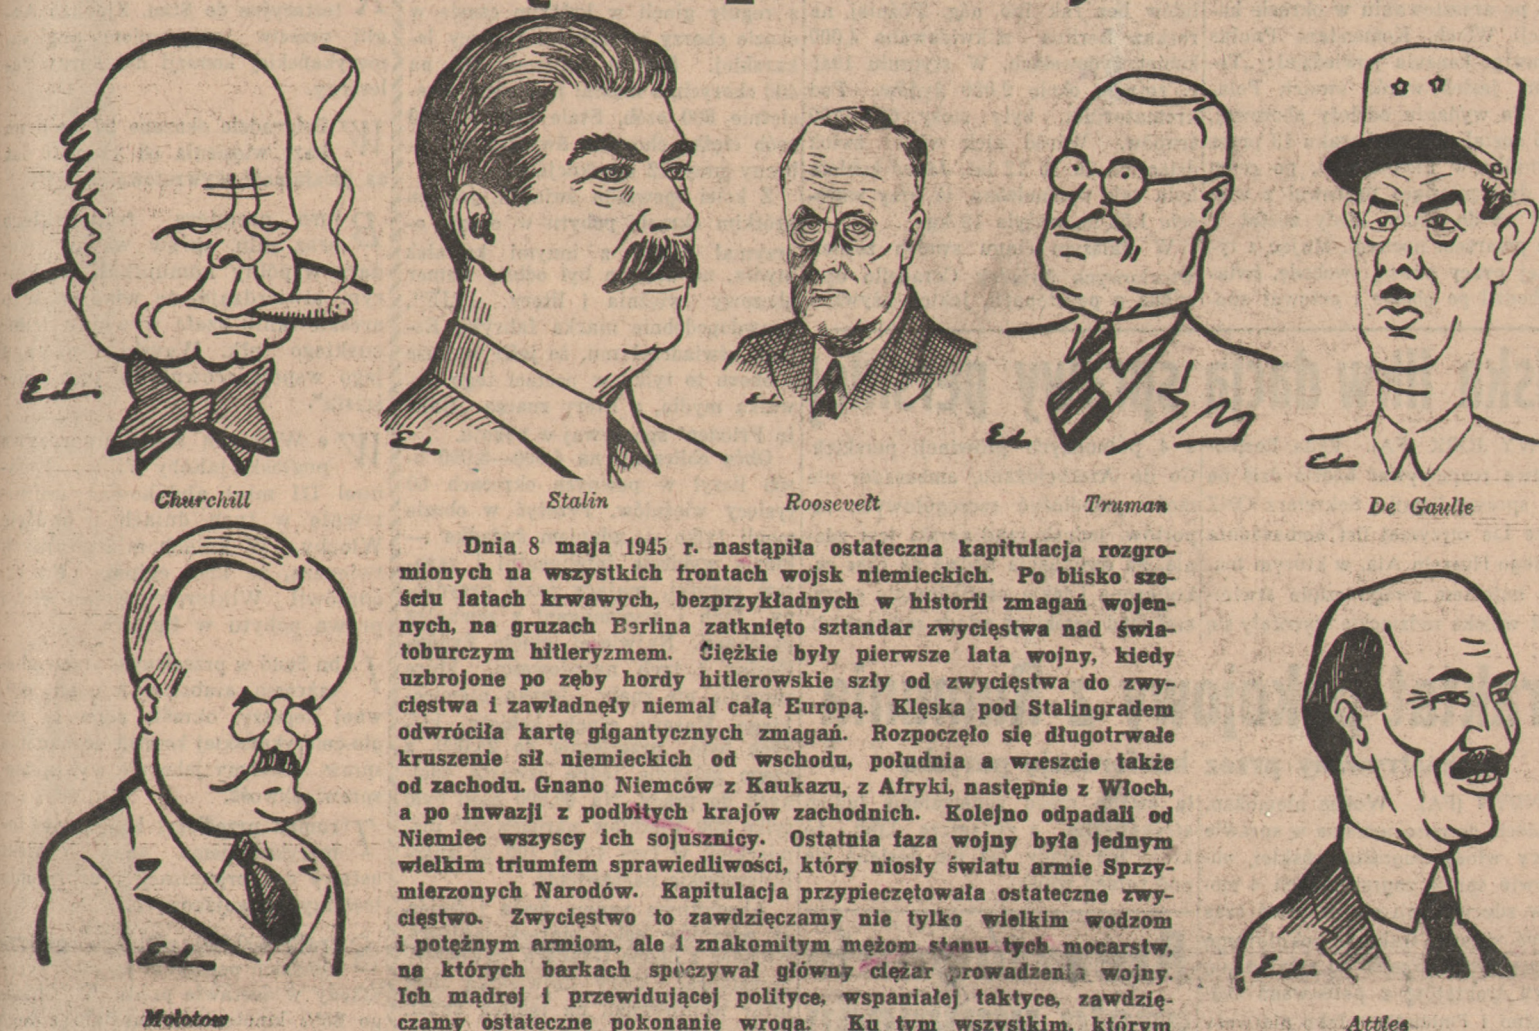 Ed
Ed
Ed
Ed
Ed
Churchill
Stalin
Roosevelt
Truman
De Gaulle
Dnia 8 maja 1945 r. nastąpiła ostateczna kapitulacja rozgro-
mionych na wszystkich frontach wojsk niemieckich. Po blisko sze-
ściu latach krwawych, bezprzykładnych w historii zmagań wojen-
nych, na gruzach Berlina zatknięto sztandar zwycięstwa nad świa-
toburczym hitleryzmem. Ciężkie były pierwsze lata wojny, kiedy
uzbrojone po zęby hordy hitlerowskie szły od zwycięstwa do zwy-
cięstwa i zawładnęły niemal całą Europą. Klęska pod Stalingradem
odwróciła kartę gigantycznych zmagań. Rozpoczęło się długotrwałe
kruszenie sił niemieckich od wschodu, południa a wreszcie także
od zachodu. Gnano Niemców z Kaukazu, z Afryki, następnie z Włoch,
a po inwazji z podbitych krajów zachodnich. Kolejno odpadali od
Niemiec wszyscy ich sojusznicy. Ostatnia faza wojny była jednym
wielkim triumfem sprawiedliwości, który niosły światu armie Sprzy-
mierzonych Narodów. Kapitulacja przypieczętowała ostateczne zwy-
cięstwo. Zwycięstwo to zawdzięczamy nie tylko wielkim wodzom
i potężnym armiom, ale i znakomitym mężom stanu tych mocarstw,
na których barkach spoczywał główny ciężar prowadzenia wojny.
Ich mądrej i przewidującej polityce, wspaniałej taktyce, zawdzię-
czamy ostateczne pokonanie wroga. Ku tym wszystkim, którym
Ed
Mołotow
Ed
Attlee